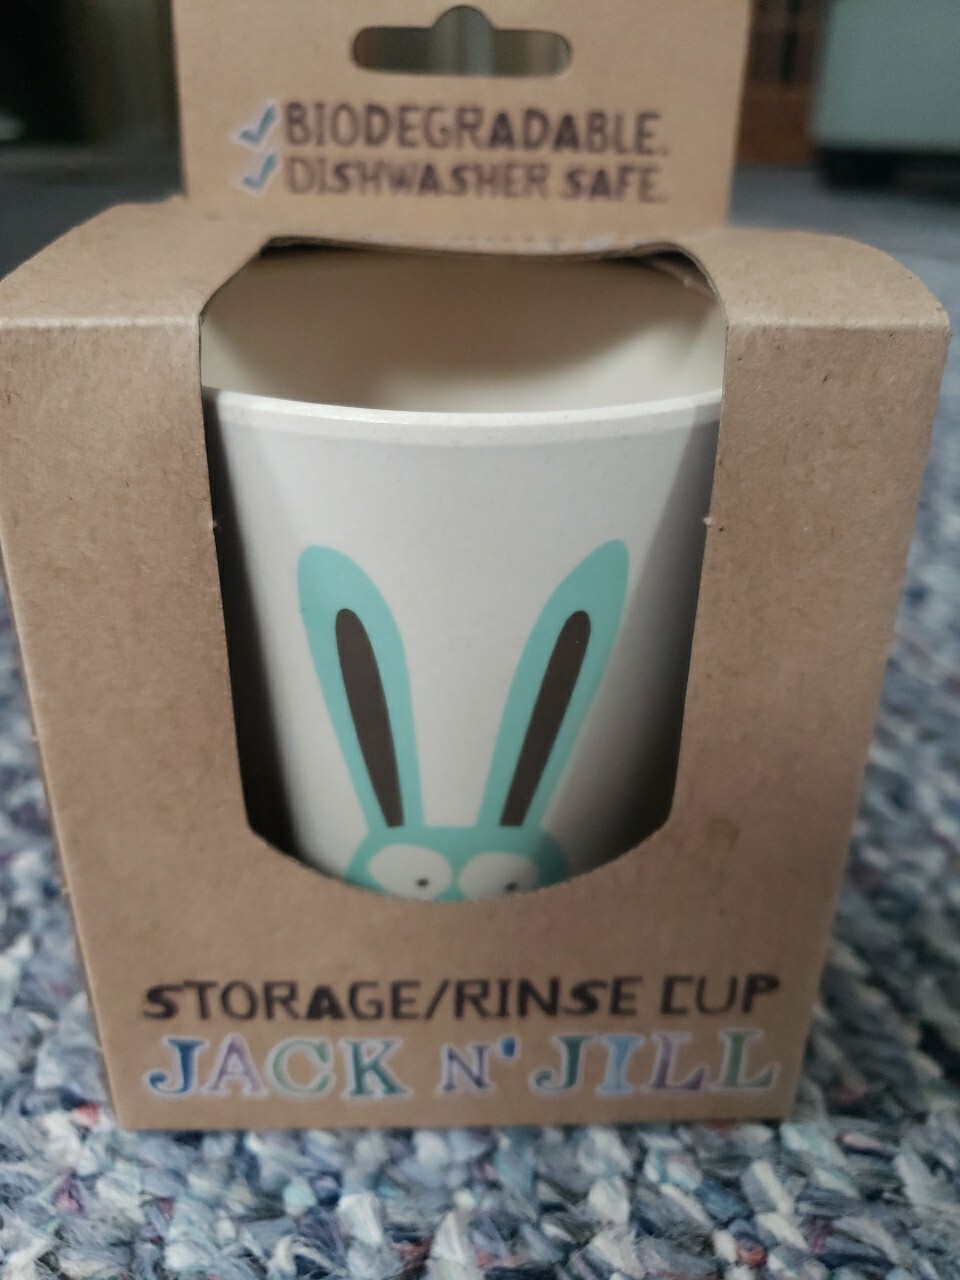 BIODEGRADABLE.
DISHWASHER SAFE.
STORAGE/RINSE CUP
JACK N' JILL